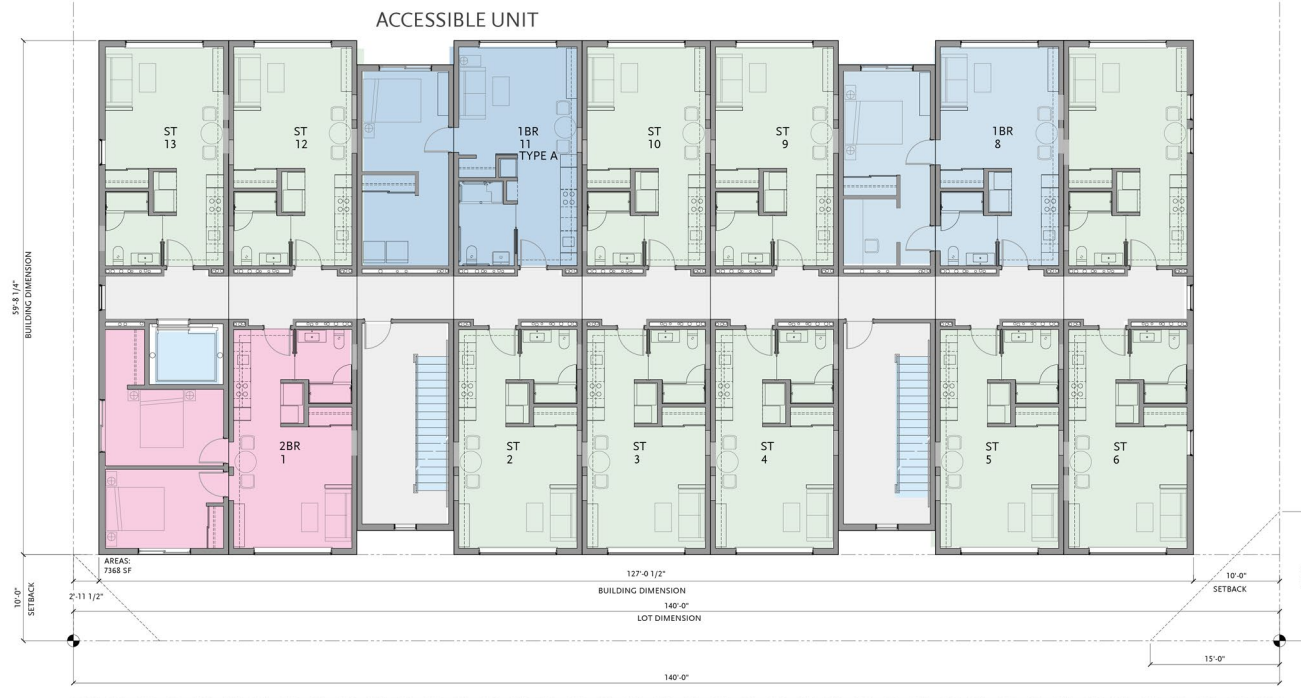 ACCESSIBLE UNIT
ST
13
ST
12
1BR
11
TYPE A
ST
10
ST
9
1BR
8
59'-8 1/4"
BUILDING DIMENSION
2BR
1
ST
2
ST
3
ST
4
ST
5
ST
6
AREAS:
7368 SF
127'-0 1/2"
BUILDING DIMENSION
10'-0"
SETBACK
10'-0"
SETBACK
2'-11 1/2"
140'-0"
LOT DIMENSION
15'-0"
140'-0"